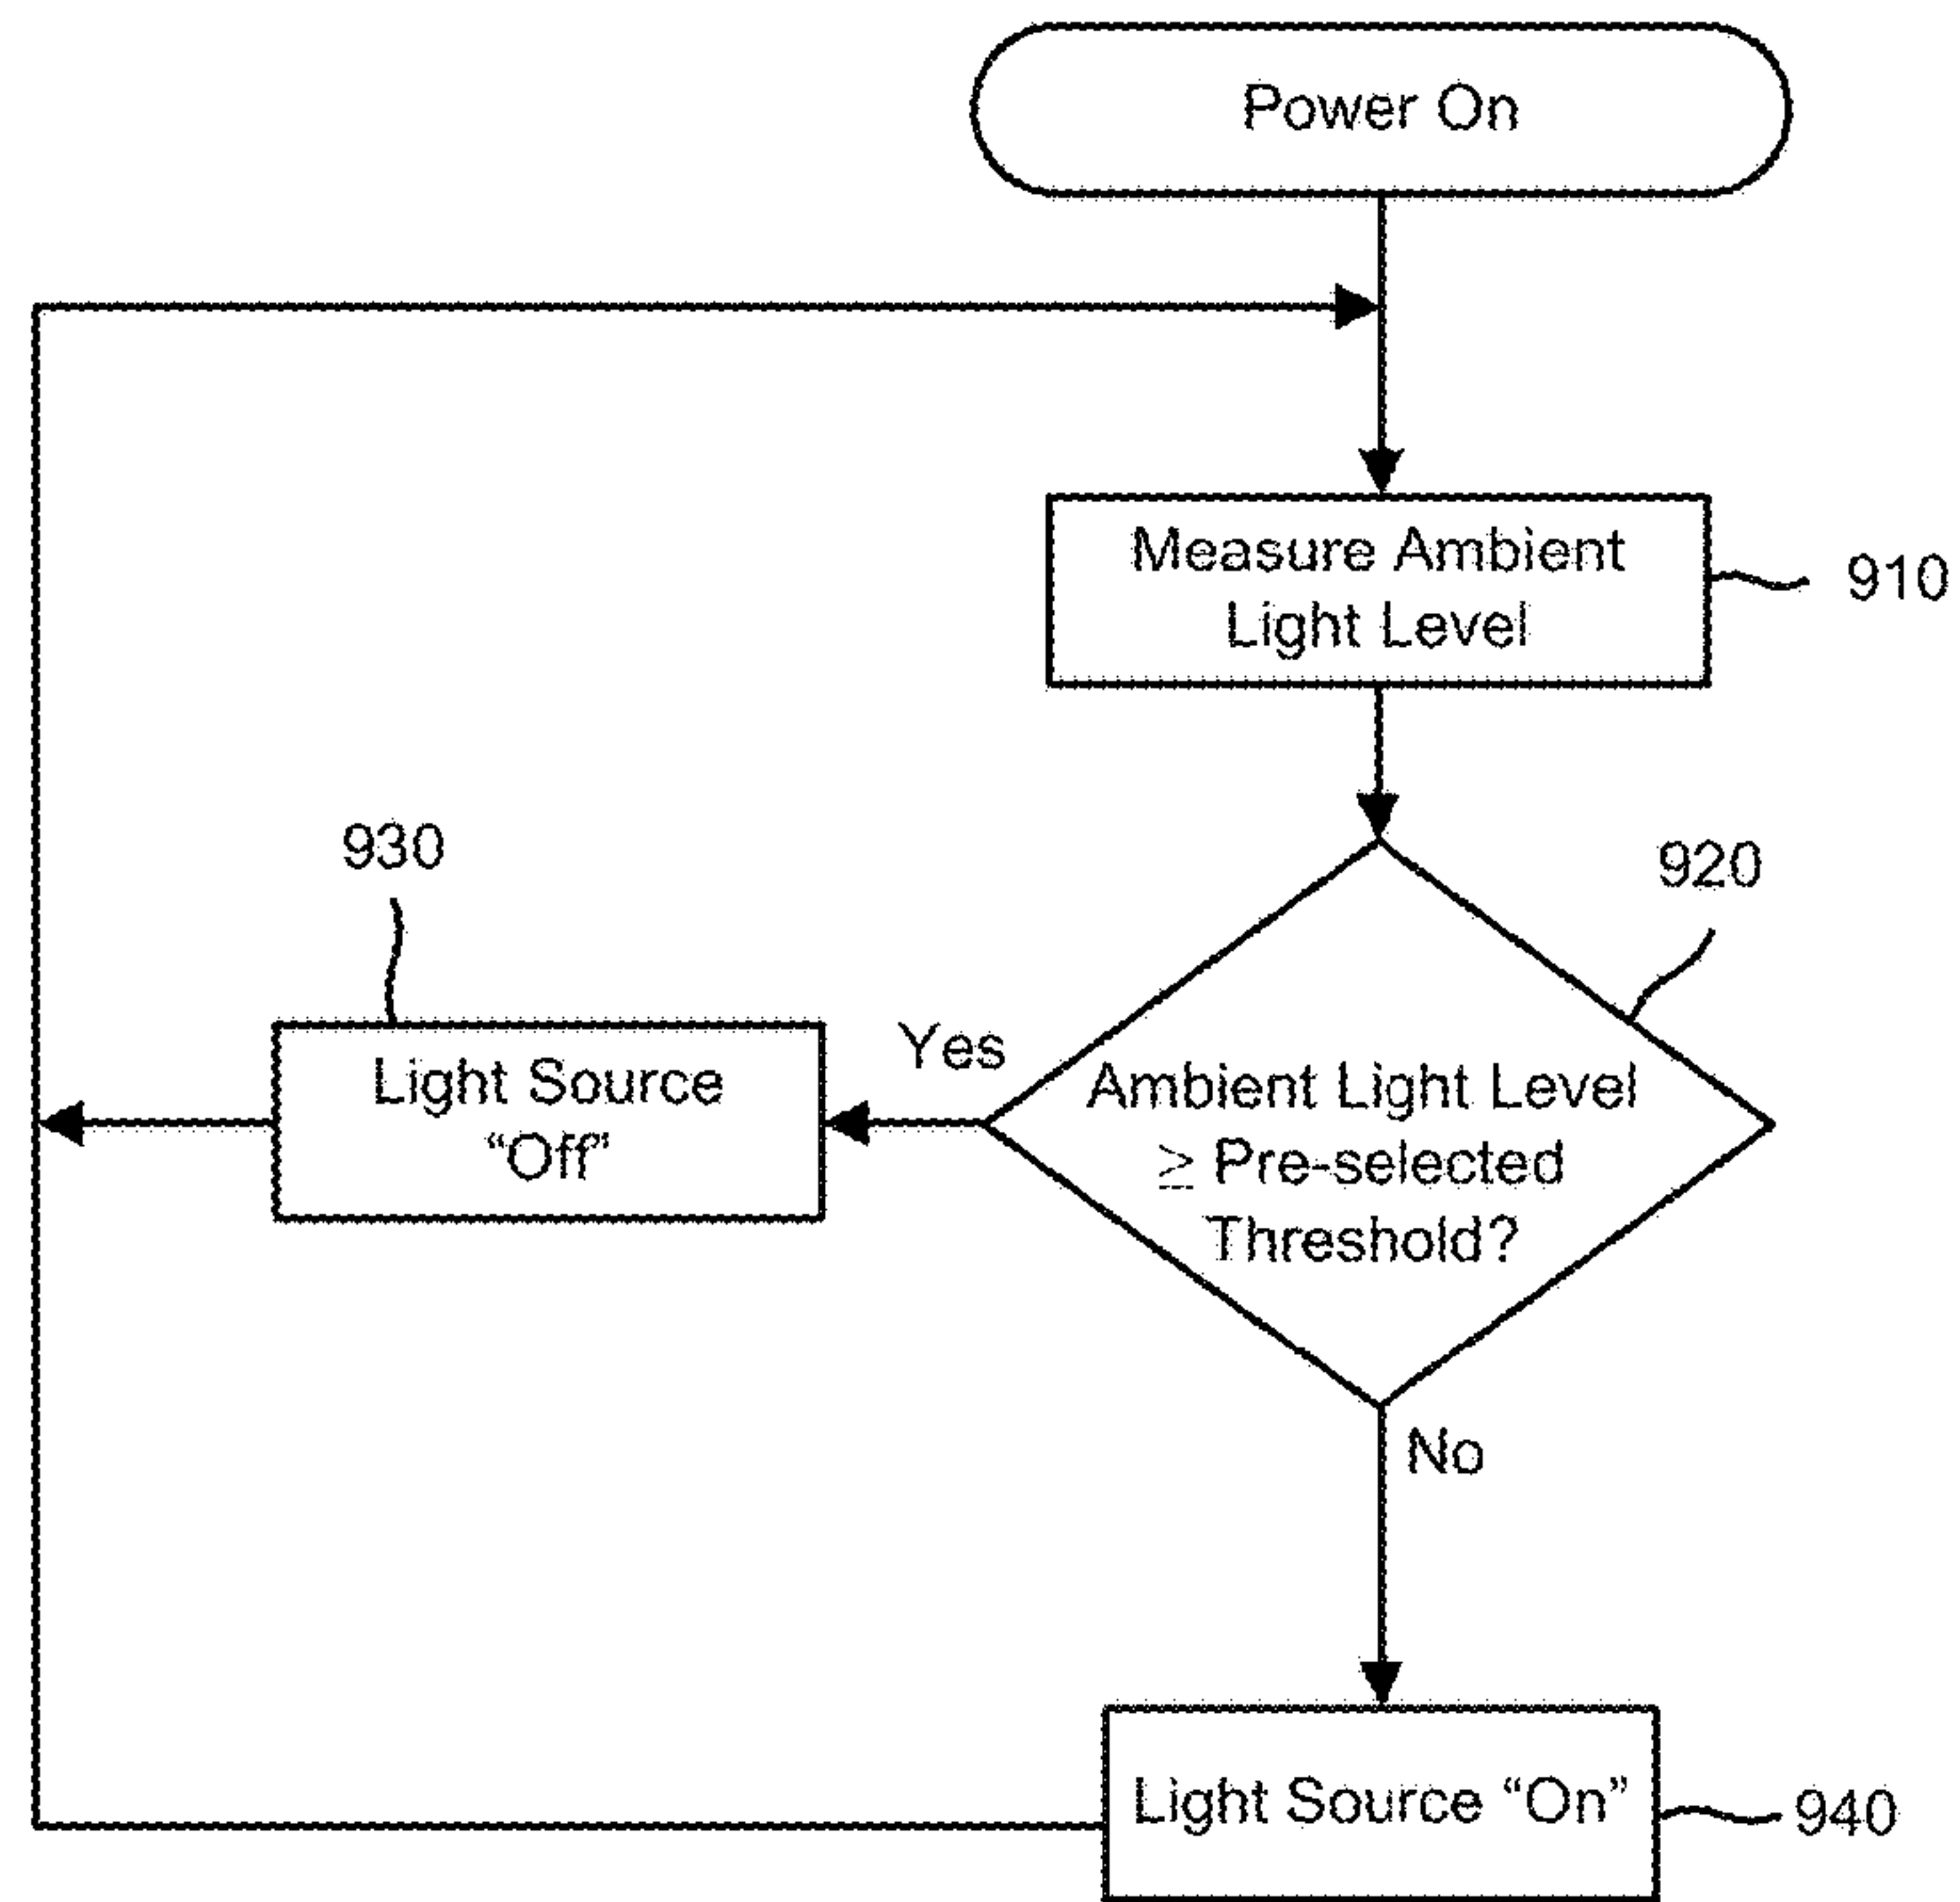 Power On
Measure Ambient
Light Level
910
930
920
Yes
Light Source
“Off”
Ambient Light Level
≥ Pre-selected
Threshold?
No
Light Source “On”
940